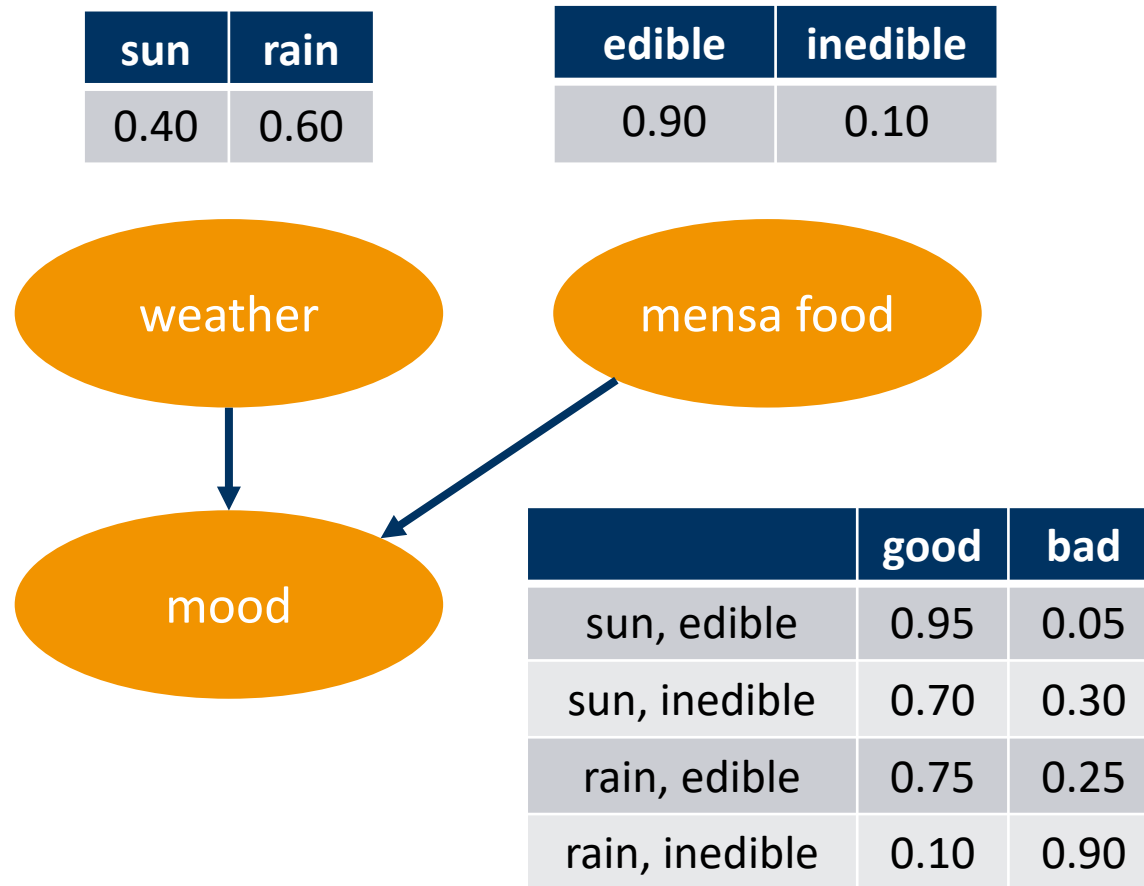 sun rain
0.40 0.60
edible inedible
0.90 0.10
weather
mensa food
mood
good bad
sun, edible 0.95 0.05
sun, inedible 0.70 0.30
rain, edible 0.75 0.25
rain, inedible 0.10 0.90